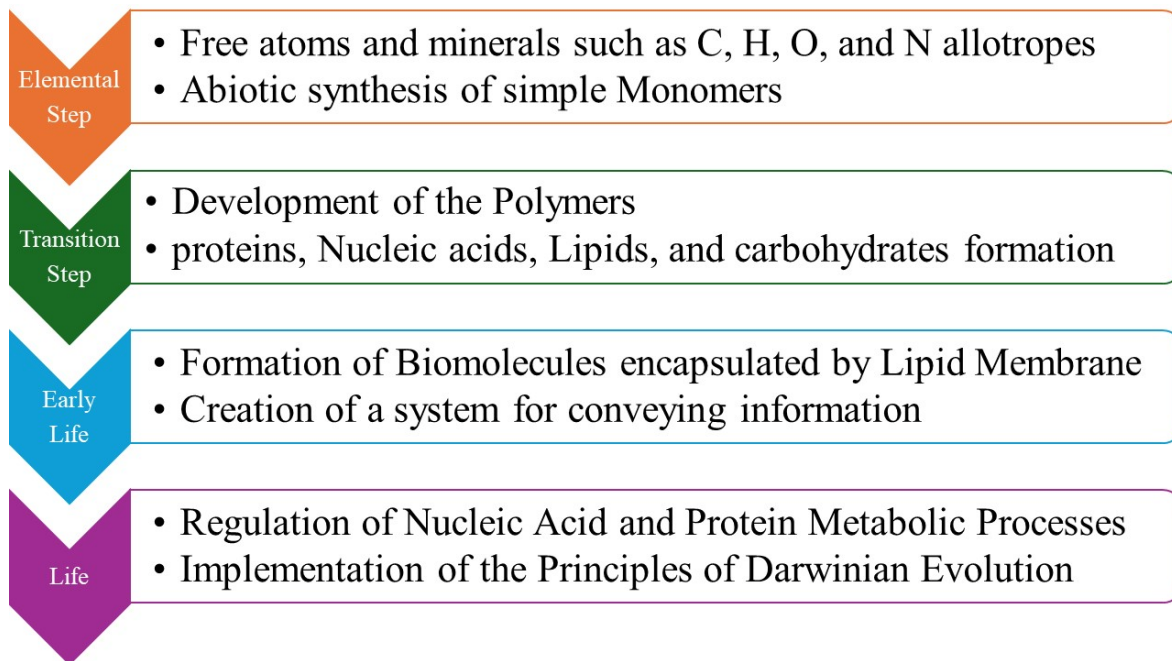 Elemental
Step
• Free atoms and minerals such as C, H, O, and N allotropes
• Abiotic synthesis of simple Monomers
Transition
Step
• Development of the Polymers
• proteins, Nucleic acids, Lipids, and carbohydrates formation
Early
Life
• Formation of Biomolecules encapsulated by Lipid Membrane
• Creation of a system for conveying information
Life
• Regulation of Nucleic Acid and Protein Metabolic Processes
• Implementation of the Principles of Darwinian Evolution